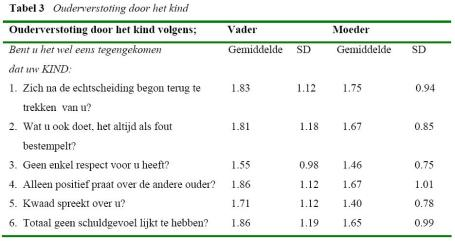 Tabel 3 Ouderverstoting door het kind
Ouderverstoting door het kind volgens; Vader Moeder
Bent u het wel eens tegengekomen Gemiddelde SD Gemiddelde SD
dat uw KIND:
1. Zich na de echtscheiding begon terug te 1.83 1.12 1.75 0.94
trekken van u?
2. Wat u ook doet, het altijd als fout 1.81 1.18 1.67 0.85
bestempelt?
3. Geen enkel respect voor u heeft? 1.55 0.98 1.46 0.75
4. Alleen positief praat over de andere ouder? 1.86 1.12 1.67 1.01
5. Kwaad spreekt over u? 1.71 1.12 1.40 0.78
6. Totaal geen schuldgevoel lijkt te hebben? 1.86 1.19 1.65 0.99